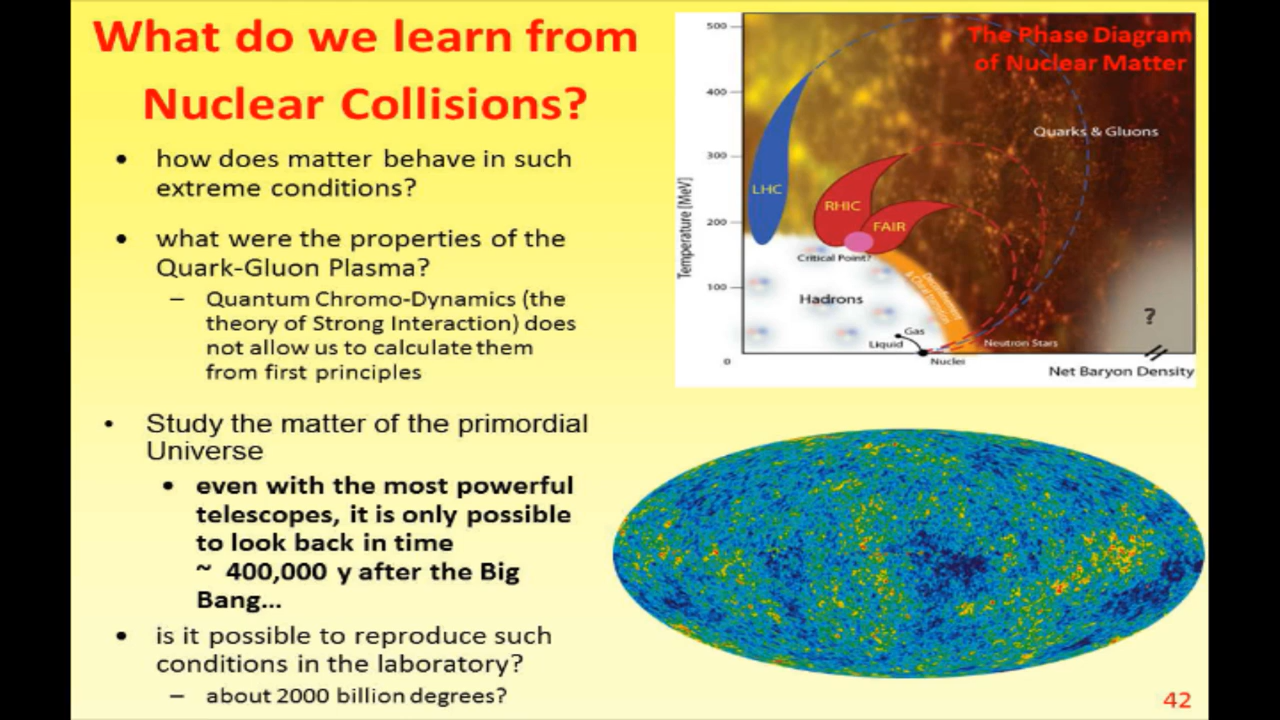 What do we learn from
Nuclear Collisions?
• how does matter behave in such
extreme conditions?
• what were the properties of the
Quark-Gluon Plasma?
– Quantum Chromo-Dynamics (the
theory of Strong Interaction) does
not allow us to calculate them
from first principles
• Study the matter of the primordial
Universe
• even with the most powerful
telescopes, it is only possible
to look back in time
~ 400,000 y after the Big
Bang...
• is it possible to reproduce such
conditions in the laboratory?
– about 2000 billion degrees?
The Phase Diagram
of Nuclear Matter
Temperature [MeV]
500
400
300
200
100
0
Quarks & Gluons
LHC
RHIC
FAIR
Critical Point?
Hadrons
Gas
Liquid
Nuclei
Neutron Stars
?
Net Baryon Density
42